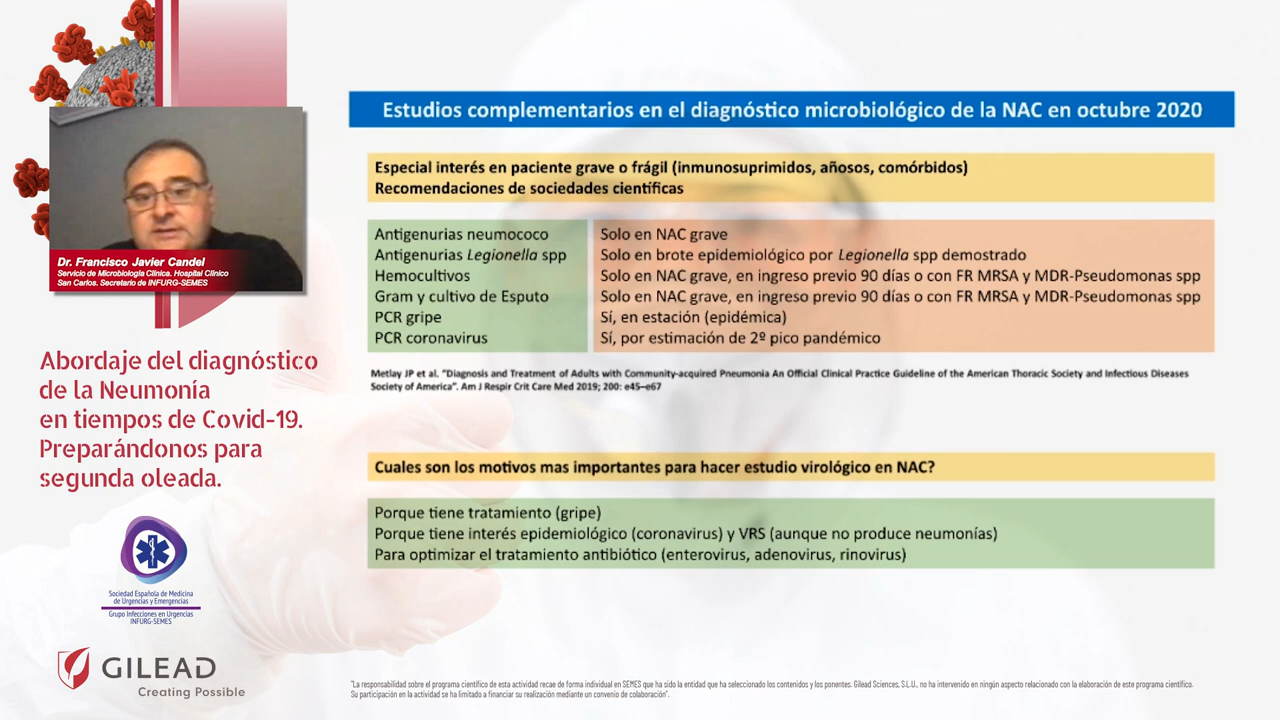 Dr. Francisco Javier Candel
Servicio de Microbiología Clínica. Hospital Clínico
San Carlos. Secretario de INFURG-SEMES
Abordaje del diagnóstico
de la Neumonía
en tiempos de Covid-19.
Preparándonos para
segunda oleada.
Sociedad Española de Medicina
de Urgencias y Emergencias
Grupo Infecciones en Urgencias
INFURG-SEMES
GILEAD
Creating Possible
Estudios complementarios en el diagnóstico microbiológico de la NAC en octubre 2020
Especial interés en paciente grave o frágil (inmunosuprimidos, añosos, comórbidos)
Recomendaciones de sociedades científicas
Antigenurias neumococo Solo en NAC grave
Antigenurias Legionella spp Solo en brote epidemiológico por Legionella spp demostrado
Hemocultivos Solo en NAC grave, en ingreso previo 90 días o con FR MRSA y MDR-Pseudomonas spp
Gram y cultivo de Esputo Solo en NAC grave, en ingreso previo 90 días o con FR MRSA y MDR-Pseudomonas spp
PCR gripe Sí, en estación (epidémica)
PCR coronavirus Sí, por estimación de 2º pico pandémico
Metlay JP et al. "Diagnosis and Treatment of Adults with Community-acquired Pneumonia An Official Clinical Practice Guideline of the American Thoracic Society and Infectious Diseases
Society of America". Am J Respir Crit Care Med 2019; 200: e45–e67
Cuales son los motivos mas importantes para hacer estudio virológico en NAC?
Porque tiene tratamiento (gripe)
Porque tiene interés epidemiológico (coronavirus) y VRS (aunque no produce neumonías)
Para optimizar el tratamiento antibiótico (enterovirus, adenovirus, rinovirus)
"La responsabilidad sobre el programa científico de esta actividad recae de forma individual en SEMES que ha sido la entidad que ha seleccionado los contenidos y los ponentes. Gilead Sciences, S.L.U., no ha intervenido en ningún aspecto relacionado con la elaboración de este programa científico.
Su participación en la actividad se ha limitado a financiar su realización mediante un convenio de colaboración".